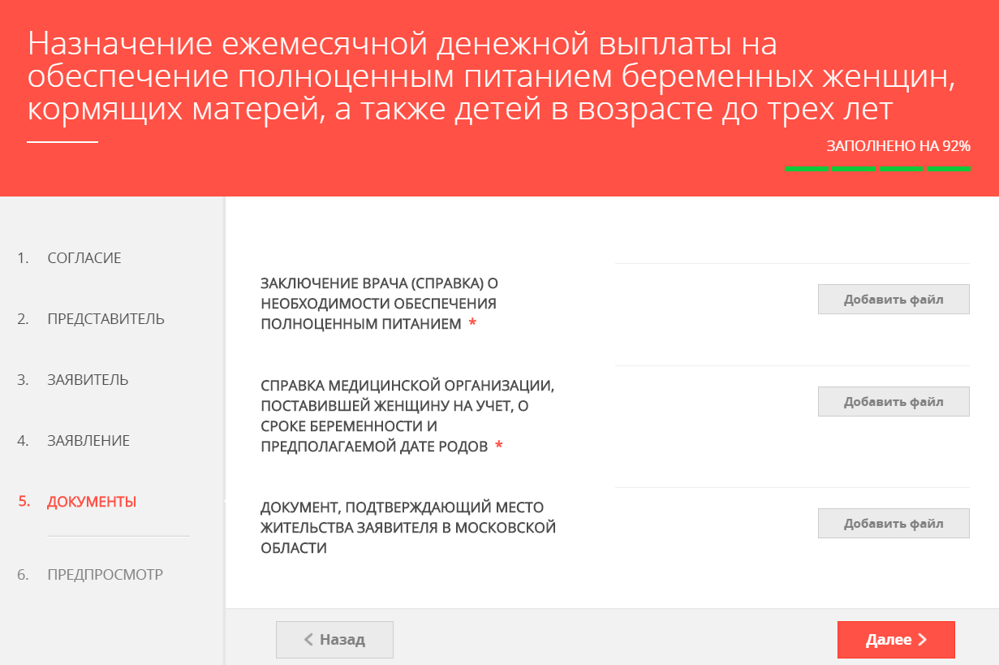 Назначение ежемесячной денежной выплаты на
обеспечение полноценным питанием беременных женщин,
кормящих матерей, а также детей в возрасте до трех лет
ЗАПОЛНЕНО НА 92%
1. СОГЛАСИЕ
2. ПРЕДСТАВИТЕЛЬ
3. ЗАЯВИТЕЛЬ
4. ЗАЯВЛЕНИЕ
5. ДОКУМЕНТЫ
6. ПРЕДПРОСМОТР
ЗАКЛЮЧЕНИЕ ВРАЧА (СПРАВКА) О
НЕОБХОДИМОСТИ ОБЕСПЕЧЕНИЯ
ПОЛНОЦЕННЫМ ПИТАНИЕМ *
Добавить файл
СПРАВКА МЕДИЦИНСКОЙ ОРГАНИЗАЦИИ,
ПОСТАВИВШЕЙ ЖЕНЩИНУ НА УЧЕТ, О
СРОКЕ БЕРЕМЕННОСТИ И
ПРЕДПОЛАГАЕМОЙ ДАТЕ РОДОВ *
Добавить файл
ДОКУМЕНТ, ПОДТВЕРЖДАЮЩИЙ МЕСТО
ЖИТЕЛЬСТВА ЗАЯВИТЕЛЯ В МОСКОВСКОЙ
ОБЛАСТИ
Добавить файл
Назад
Далее